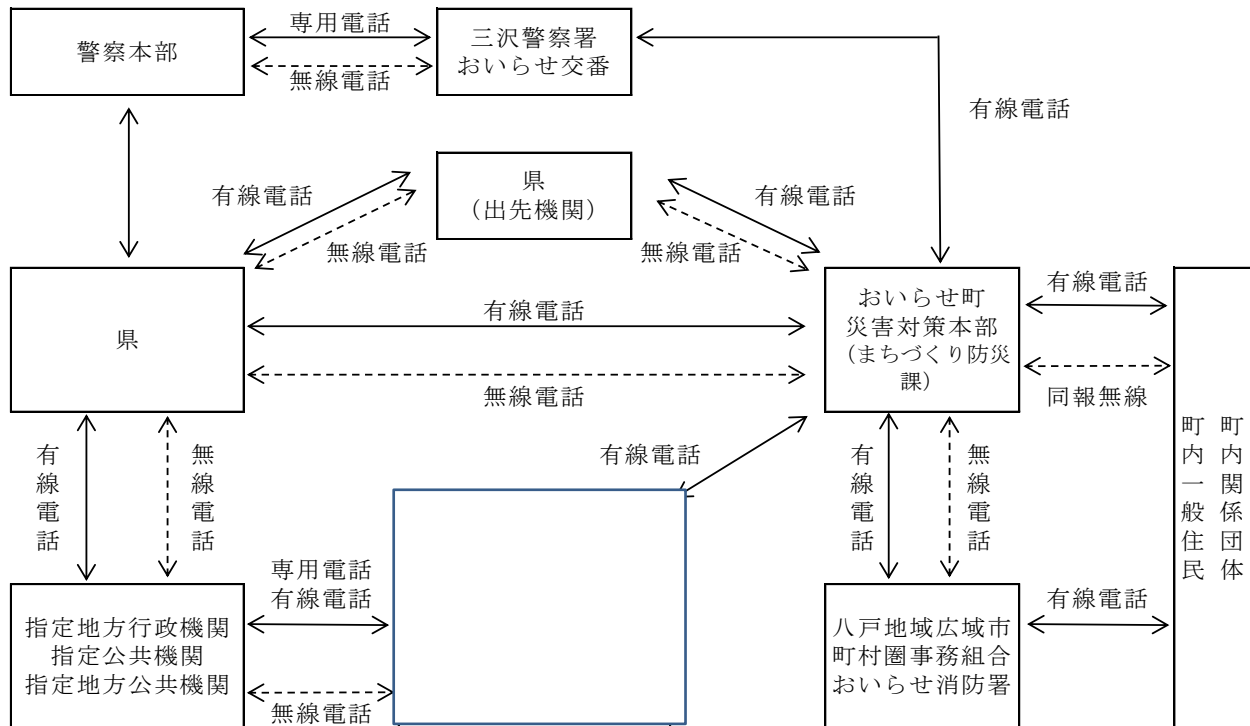 警察本部
専用電話
無線電話
三沢警察署
おいらせ交番
有線電話
県
（出先機関）
有線電話
無線電話
有線電話
無線電話
県
有線電話
無線電話
おいらせ町
災害対策本部
（まちづくり防災
課）
有線電話
同報無線
有線電話
無線電話
有線電話
有線電話
無線電話
町内関係団体
町内一般住民
指定地方行政機関
指定公共機関
指定地方公共機関
専用電話
有線電話
無線電話
八戸地域広域市
町村圏事務組合
おいらせ消防署
有線電話